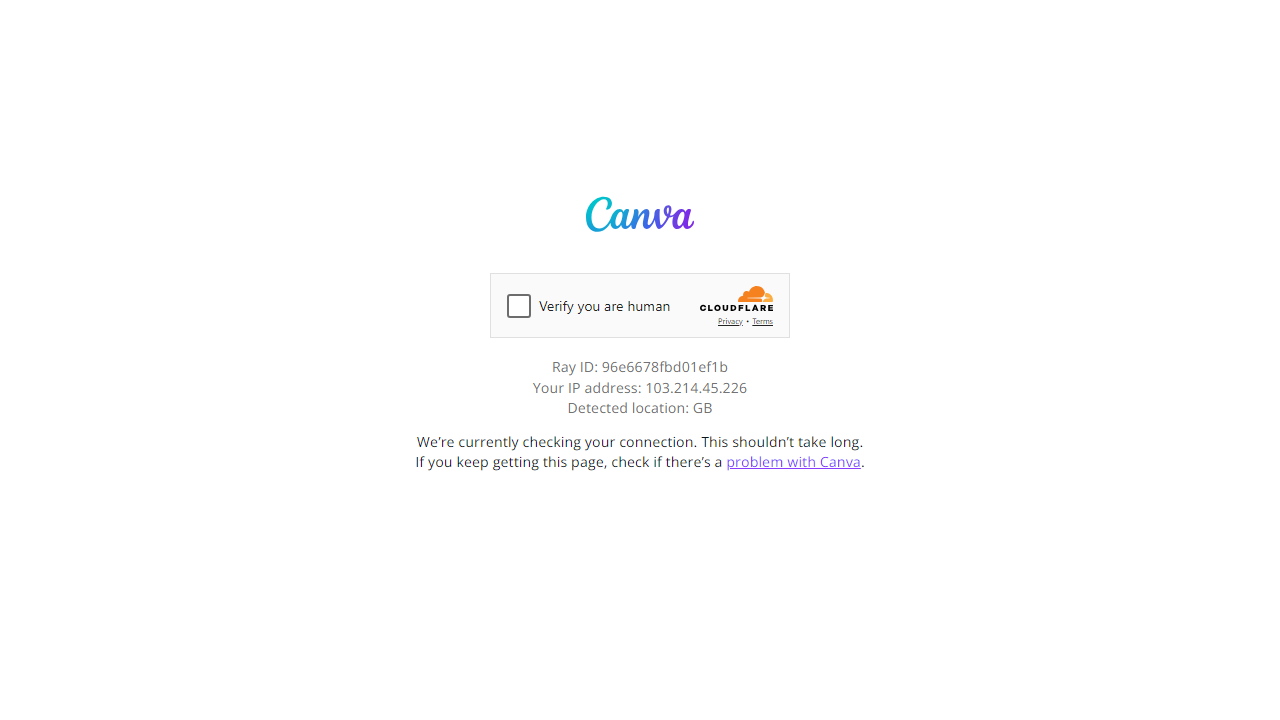 Canva
Verify you are human
CLOUDFLARE
Privacy • Terms
Ray ID: 96e6678fbd01ef1b
Your IP address: 103.214.45.226
Detected location: GB
We’re currently checking your connection. This shouldn’t take long.
If you keep getting this page, check if there’s a problem with Canva.